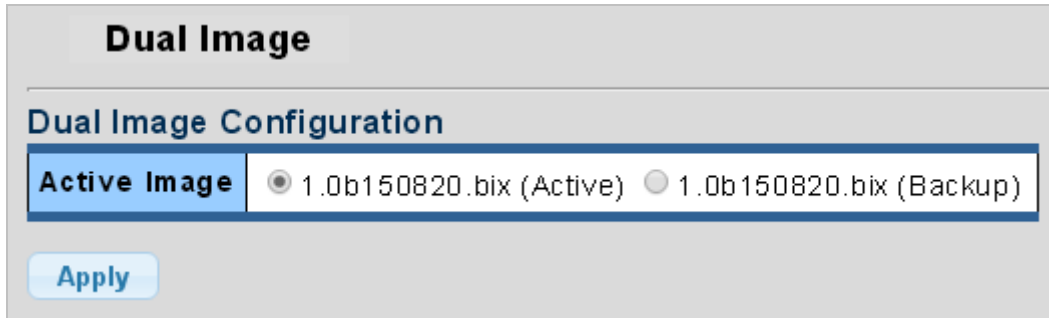 Dual Image
Dual Image Configuration
Active Image 1.0b150820.bix (Active) 1.0b150820.bix (Backup)
Apply